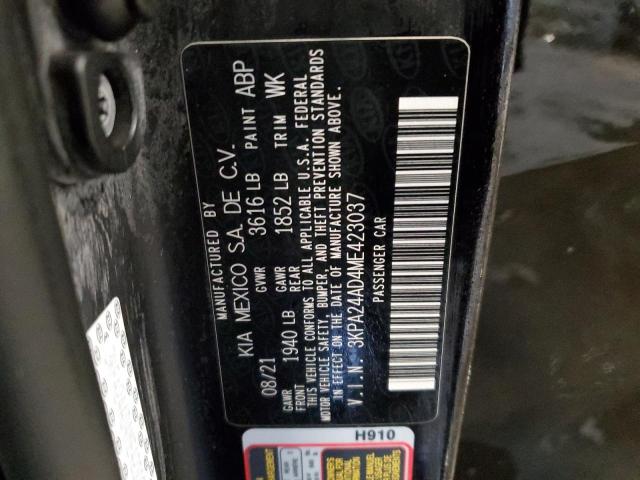 MANUFACTURED BY
KIA MEXICO S.A. DE C.V.
08/21 GVWR 3616 LB PAINT ABP
GAWR FRONT 1940 LB GAWR REAR 1852 LB TRIM WK
THIS VEHICLE CONFORMS TO ALL APPLICABLE U.S.A. FEDERAL
MOTOR VEHICLE SAFETY, BUMPER, AND THEFT PREVENTION STANDARDS
IN EFFECT ON THE DATE OF MANUFACTURE SHOWN ABOVE.
V.I.N. 3KPA24AD4ME423037
PASSENGER CAR
H910